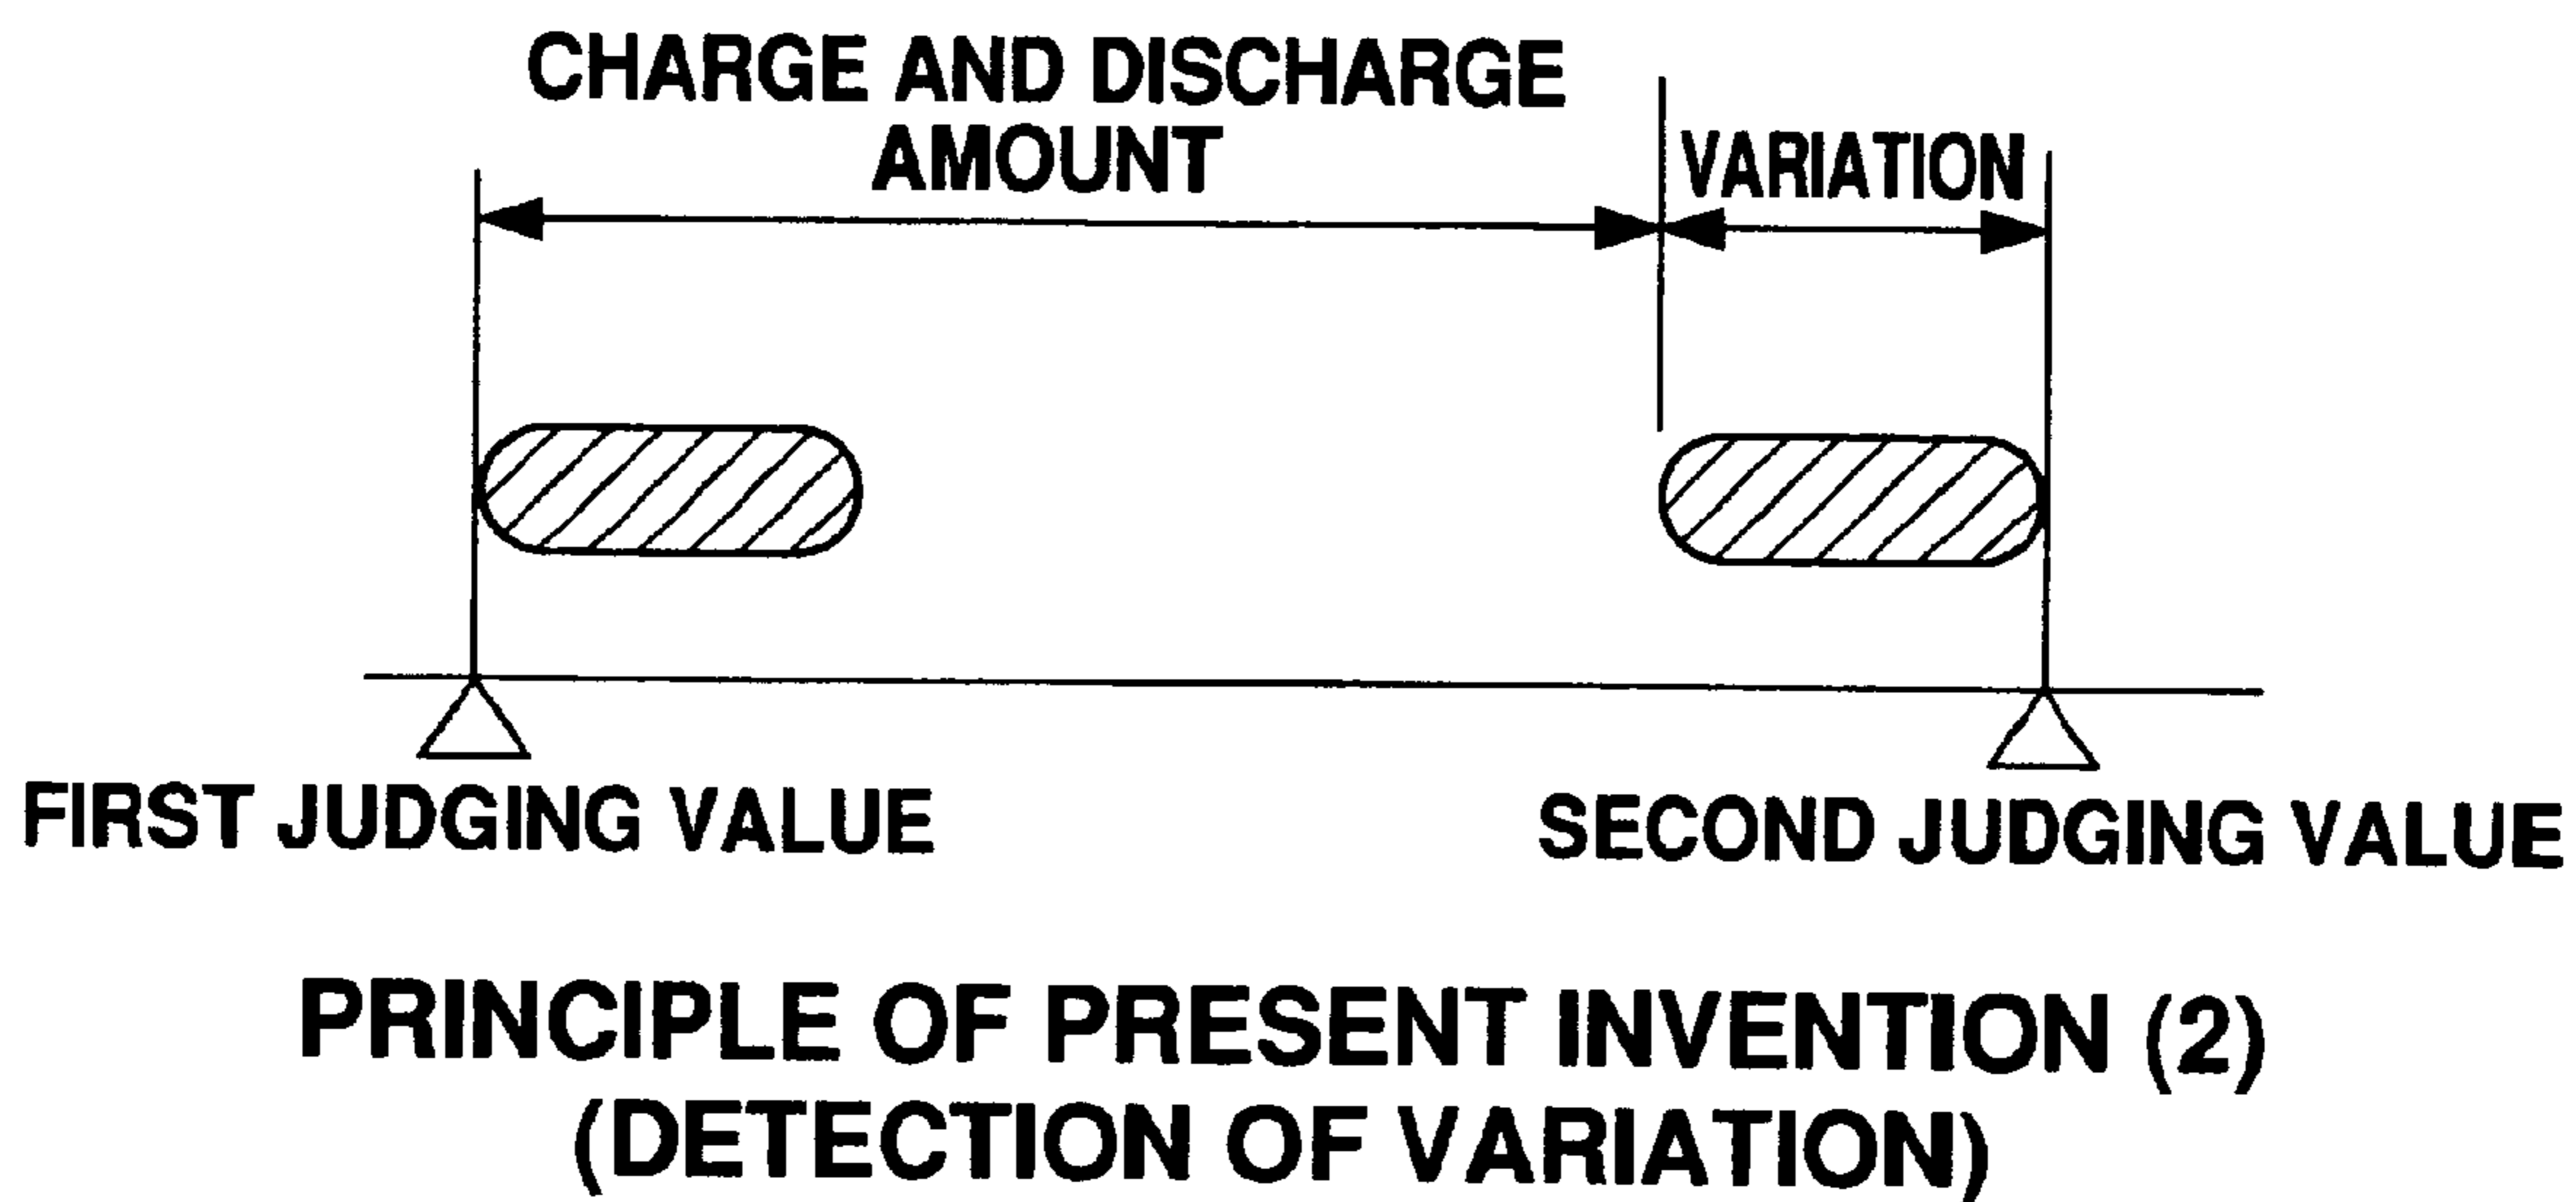 CHARGE AND DISCHARGE
AMOUNT
VARIATION
FIRST JUDGING VALUE
SECOND JUDGING VALUE
PRINCIPLE OF PRESENT INVENTION (2)
(DETECTION OF VARIATION)